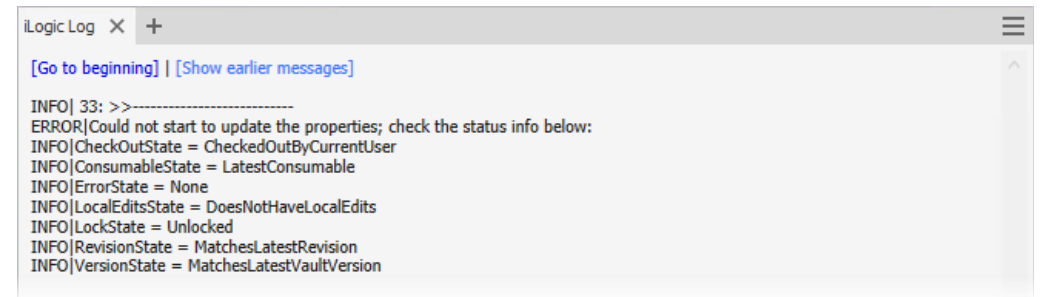 iLogic Log
[Go to beginning] | [Show earlier messages]
INFO| 33: >>----------------------------
ERROR|Could not start to update the properties; check the status info below:
INFO|CheckOutState = CheckedOutByCurrentUser
INFO|ConsumableState = LatestConsumable
INFO|ErrorState = None
INFO|LocalEditsState = DoesNotHaveLocalEdits
INFO|LockState = Unlocked
INFO|RevisionState = MatchesLatestRevision
INFO|VersionState = MatchesLatestVaultVersion